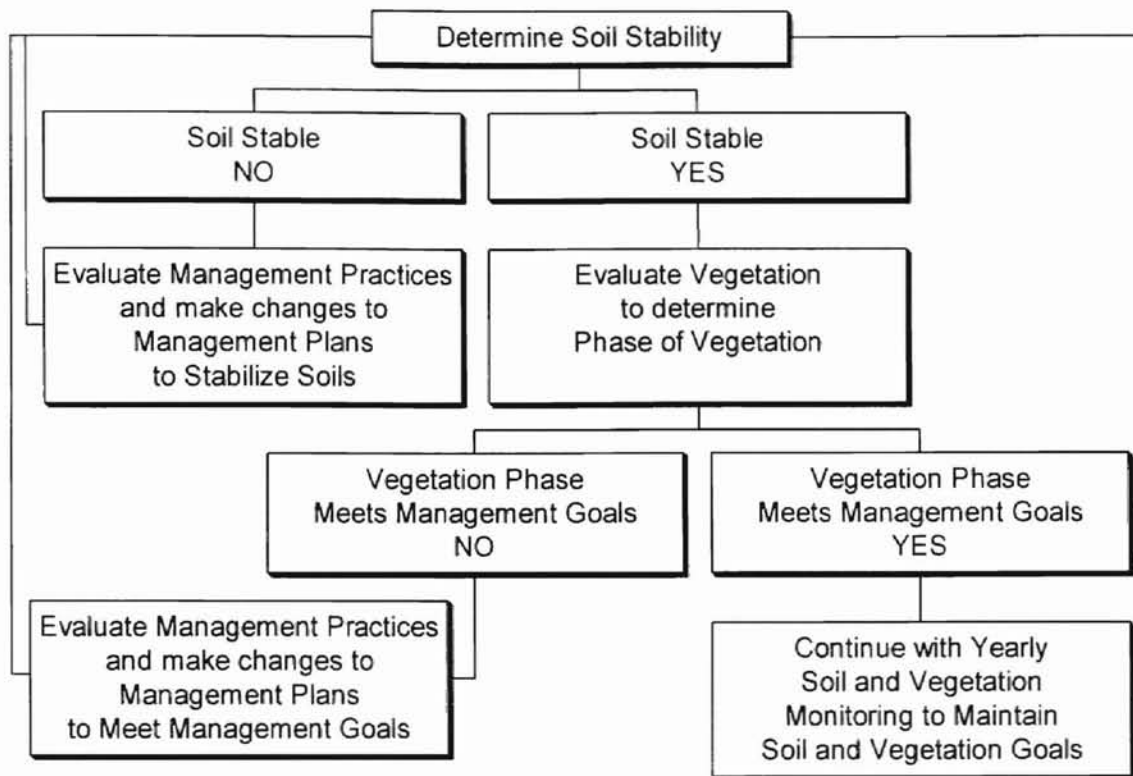 Determine Soil Stability
Soil Stable
NO
Soil Stable
YES
Evaluate Management Practices
and make changes to
Management Plans
to Stabilize Soils
Evaluate Vegetation
to determine
Phase of Vegetation
Vegetation Phase
Meets Management Goals
NO
Vegetation Phase
Meets Management Goals
YES
Evaluate Management Practices
and make changes to
Management Plans
to Meet Management Goals
Continue with Yearly
Soil and Vegetation
Monitoring to Maintain
Soil and Vegetation Goals